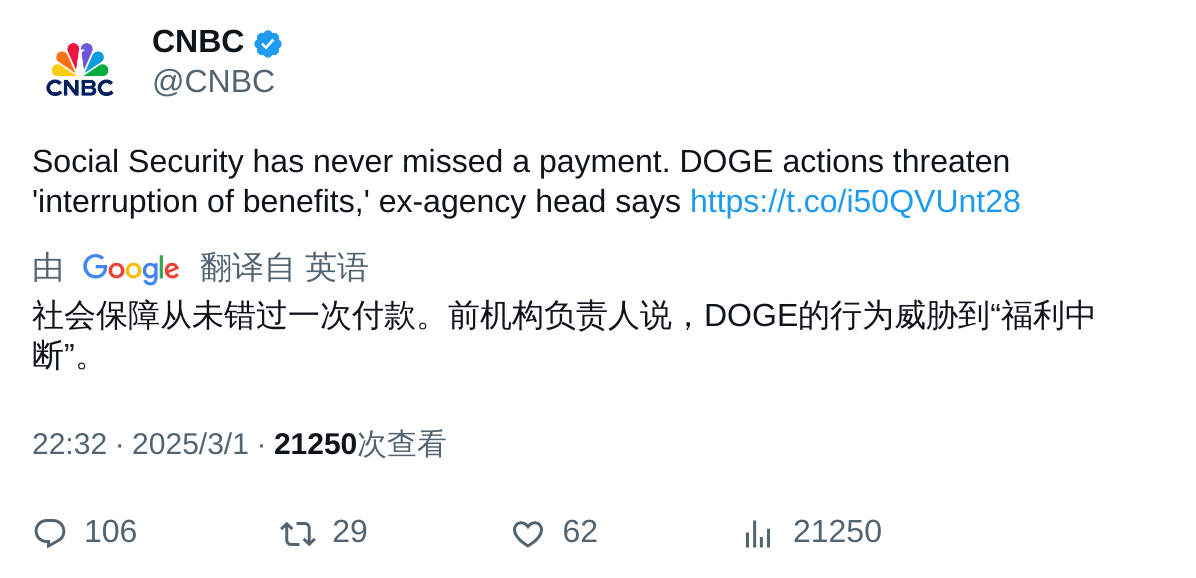 CNBC
CNBC
@CNBC
Social Security has never missed a payment. DOGE actions threaten
'interruption of benefits,' ex-agency head says https://t.co/i50QVUnt28
由 Google 翻译自 英语
社会保障从未错过一次付款。前机构负责人说，DOGE的行为威胁到“福利中
断”。
22:32 · 2025/3/1 · 21250次查看
106 29 62 21250